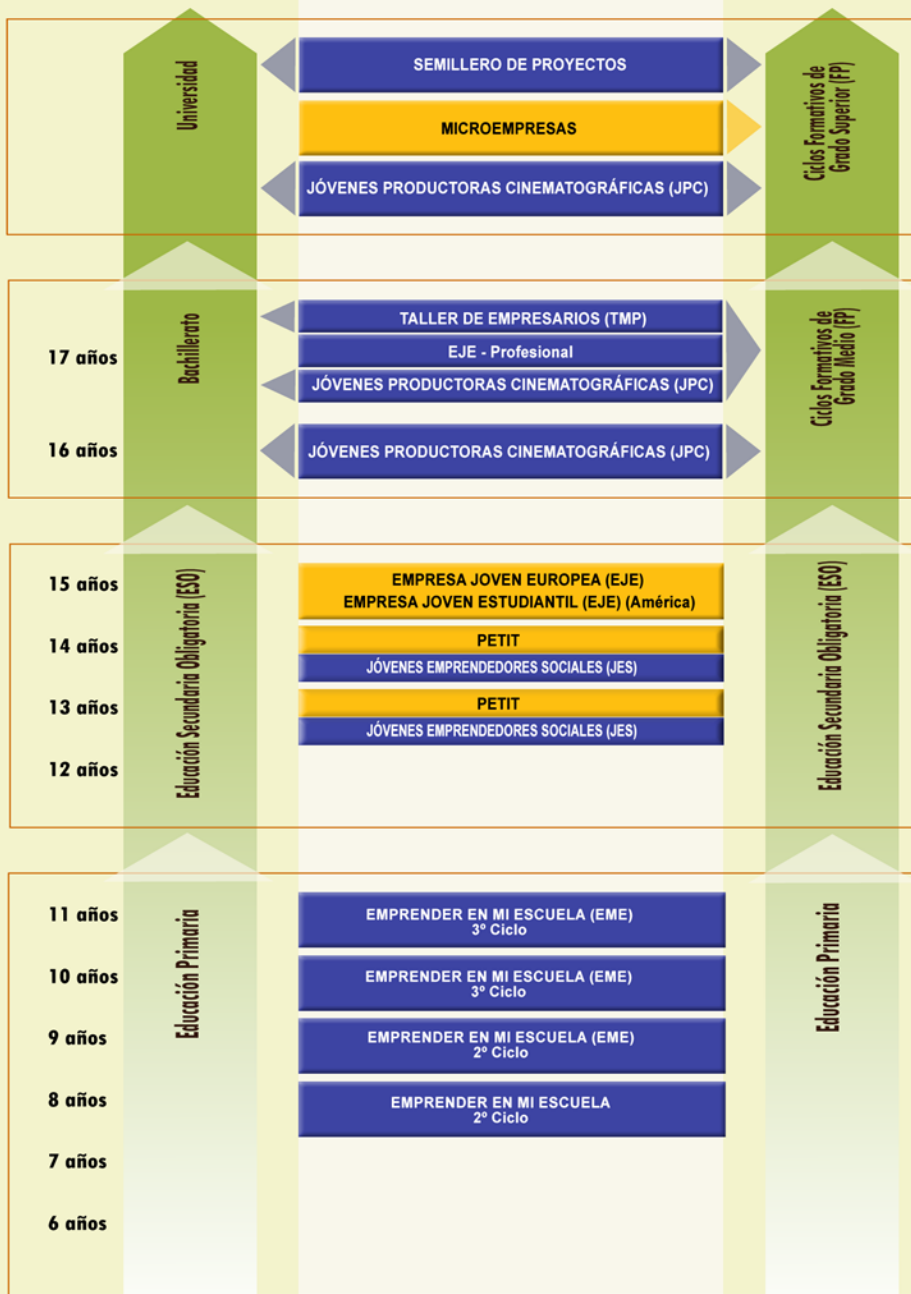 Universidad
SEMILLERO DE PROYECTOS
MICROEMPRESAS
JÓVENES PRODUCTORAS CINEMATOGRÁFICAS (JPC)
Ciclos Formativos de
Grado Superior (FP)
17 años
16 años
Bachillerato
TALLER DE EMPRESARIOS (TMP)
EJE - Profesional
JÓVENES PRODUCTORAS CINEMATOGRÁFICAS (JPC)
JÓVENES PRODUCTORAS CINEMATOGRÁFICAS (JPC)
Ciclos Formativos de
Grado Medio (FP)
15 años
14 años
13 años
12 años
Educación Secundaria Obligatoria (ESO)
EMPRESA JOVEN EUROPEA (EJE)
EMPRESA JOVEN ESTUDIANTIL (EJE) (América)
PETIT
JÓVENES EMPRENDEDORES SOCIALES (JES)
PETIT
JÓVENES EMPRENDEDORES SOCIALES (JES)
Educación Secundaria Obligatoria (ESO)
11 años
10 años
9 años
8 años
7 años
6 años
Educación Primaria
EMPRENDER EN MI ESCUELA (EME)
3º Ciclo
EMPRENDER EN MI ESCUELA (EME)
3º Ciclo
EMPRENDER EN MI ESCUELA (EME)
2º Ciclo
EMPRENDER EN MI ESCUELA
2º Ciclo
Educación Primaria